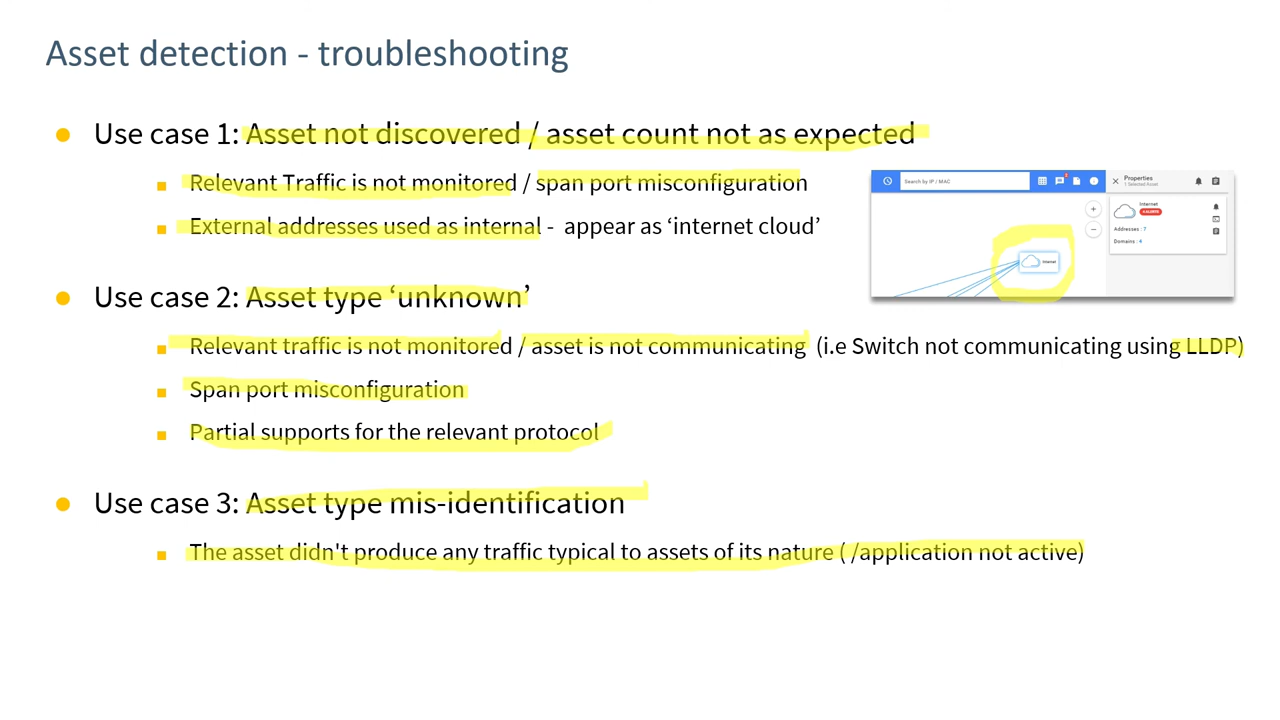 Asset detection - troubleshooting
Use case 1: Asset not discovered / asset count not as expected
Relevant Traffic is not monitored / span port misconfiguration
External addresses used as internal - appear as ‘internet cloud’
Search by IP / MAC
Properties
1 Selected Asset
Internet
Addresses : 7
Domains : 4
Internet
Use case 2: Asset type ‘unknown’
Relevant traffic is not monitored / asset is not communicating (i.e Switch not communicating using LLDP)
Span port misconfiguration
Partial supports for the relevant protocol
Use case 3: Asset type mis-identification
The asset didn't produce any traffic typical to assets of its nature ( /application not active)